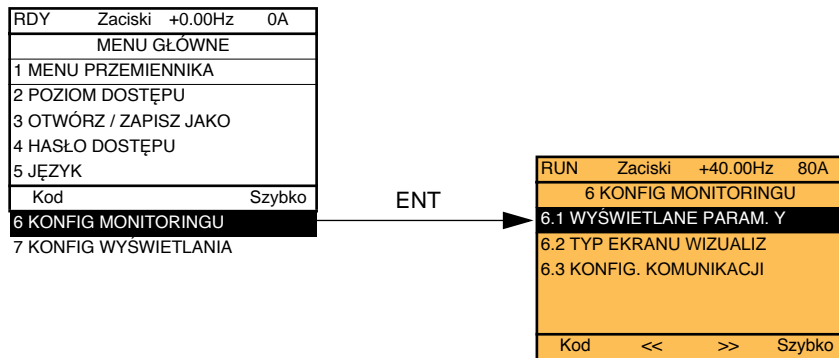 RDY Zaciski +0.00Hz 0A
MENU GŁÓWNE
1 MENU PRZEMIENNIKA
2 POZIOM DOSTĘPU
3 OTWÓRZ / ZAPISZ JAKO
4 HASŁO DOSTĘPU
5 JĘZYK
Kod Szybko
6 KONFIG MONITORINGU
7 KONFIG WYŚWIETLANIA
ENT
RUN Zaciski +40.00Hz 80A
6 KONFIG MONITORINGU
6.1 WYŚWIETLANE PARAM. Y
6.2 TYP EKRANU WIZUALIZ
6.3 KONFIG. KOMUNIKACJI
Kod << >> Szybko